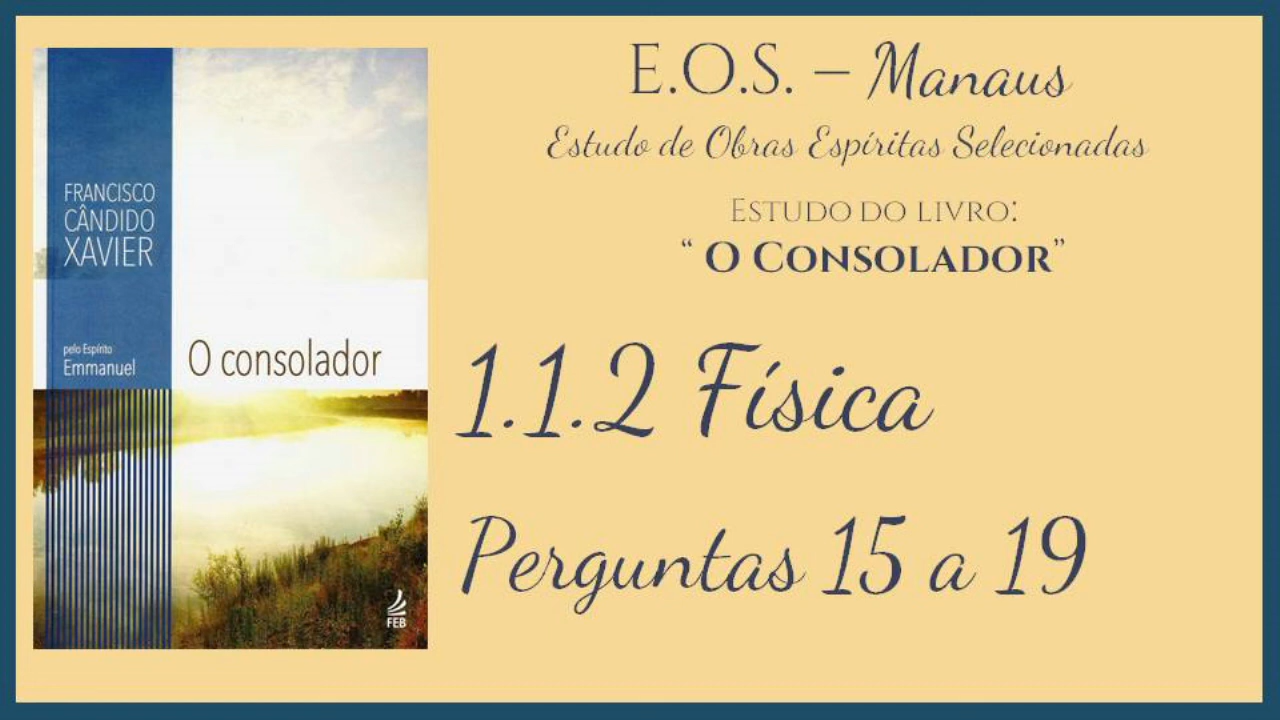 FRANCISCO
CÂNDIDO
XAVIER
pelo Espírito
Emmanuel
O consolador
FEB
E.O.S. – Manaus
Estudo de Obras Espíritas Selecionadas
Estudo do livro:
“ O Consolador”
1.1.2 Física
Perguntas 15 a 19